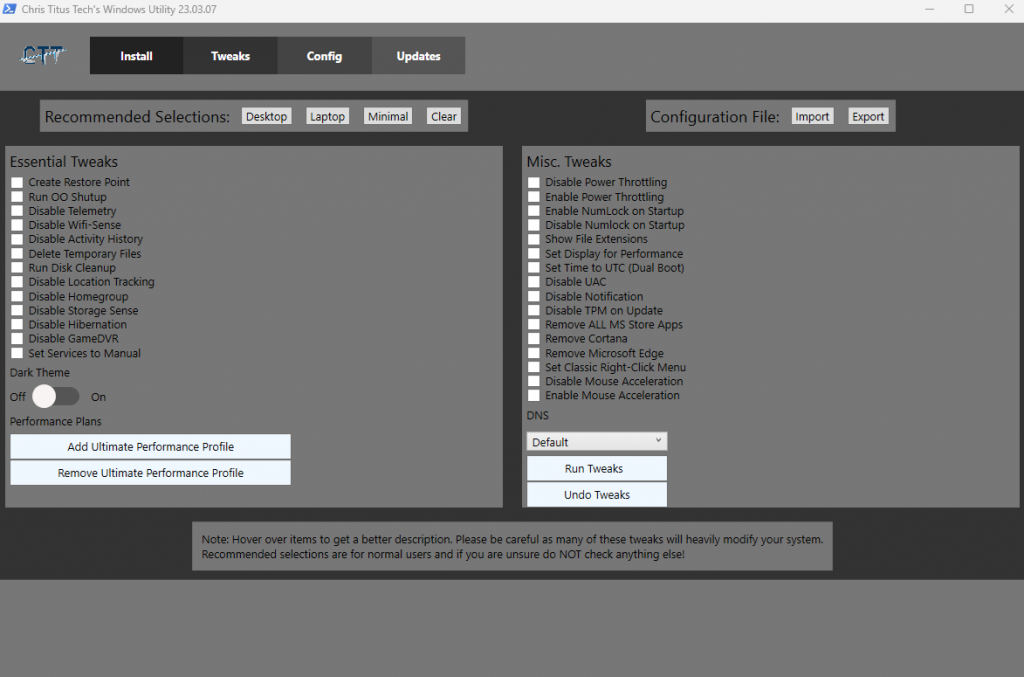 Chris Titus Tech's Windows Utility 23.03.07
CTT
Install Tweaks Config Updates
Recommended Selections: Desktop Laptop Minimal Clear
Configuration File: Import Export
Essential Tweaks
Create Restore Point
Run OO Shutup
Disable Telemetry
Disable Wifi-Sense
Disable Activity History
Delete Temporary Files
Run Disk Cleanup
Disable Location Tracking
Disable Homegroup
Disable Storage Sense
Disable Hibernation
Disable GameDVR
Set Services to Manual
Dark Theme
Off On
Performance Plans
Add Ultimate Performance Profile
Remove Ultimate Performance Profile
Misc. Tweaks
Disable Power Throttling
Enable Power Throttling
Enable NumLock on Startup
Disable Numlock on Startup
Show File Extensions
Set Display for Performance
Set Time to UTC (Dual Boot)
Disable UAC
Disable Notification
Disable TPM on Update
Remove ALL MS Store Apps
Remove Cortana
Remove Microsoft Edge
Set Classic Right-Click Menu
Disable Mouse Acceleration
Enable Mouse Acceleration
DNS
Default
Run Tweaks
Undo Tweaks
Note: Hover over items to get a better description. Please be careful as many of these tweaks will heavily modify your system.
Recommended selections are for normal users and if you are unsure do NOT check anything else!